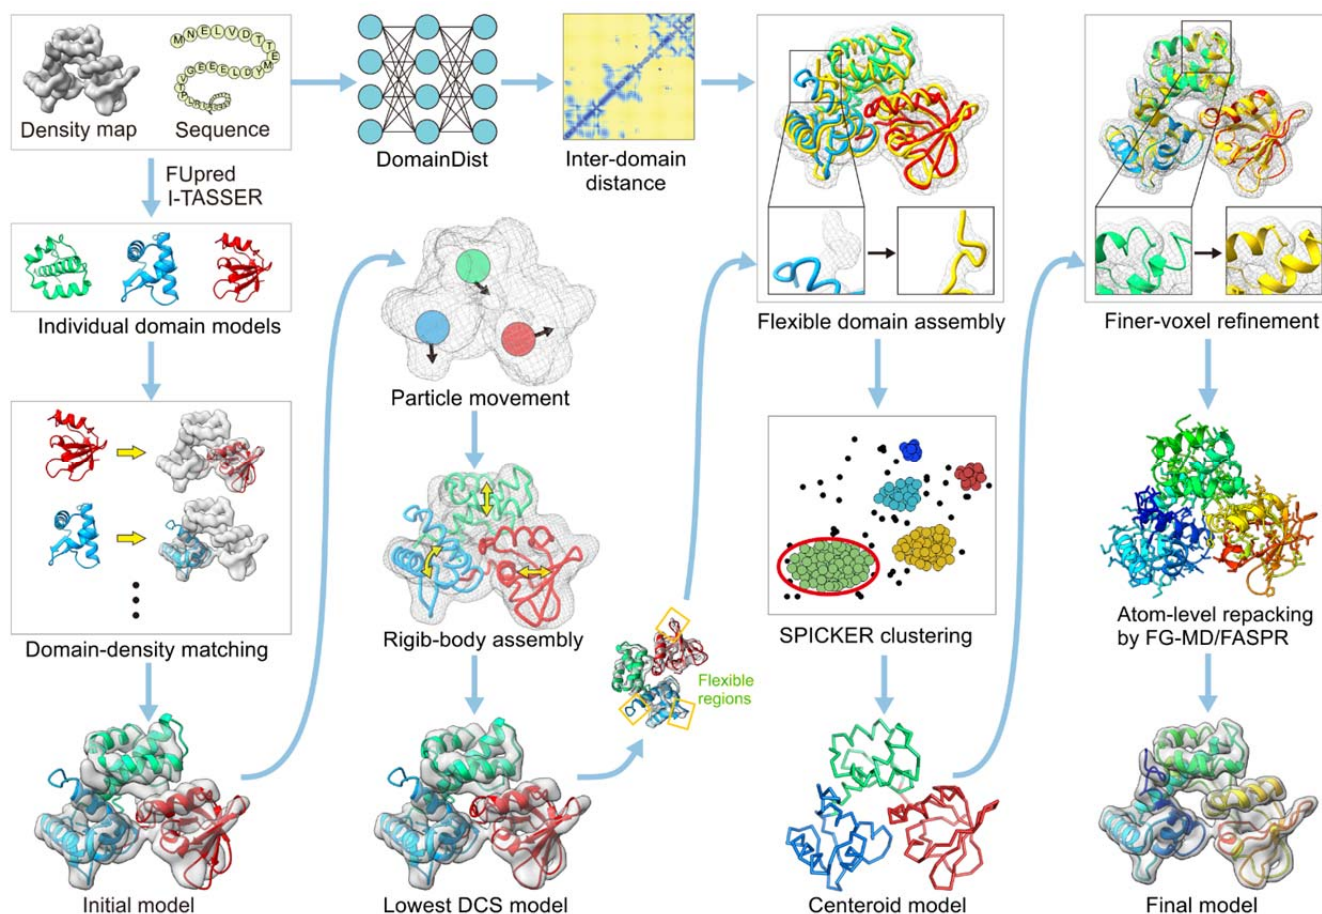 M N E L V D T T E M Y D L E E E G V T P L R L
Density map
Sequence
FUpred
I-TASSER
Individual domain models
Domain-density matching
Initial model
DomainDist
Inter-domain
distance
Particle movement
Rigib-body assembly
Lowest DCS model
Flexible
regions
Flexible domain assembly
SPICKER clustering
Centeroid model
Finer-voxel refinement
Atom-level repacking
by FG-MD/FASPR
Final model